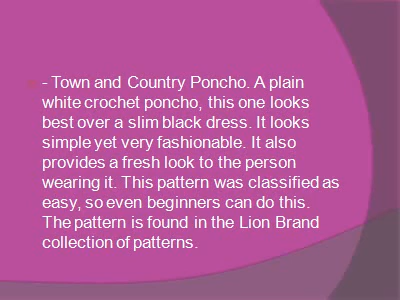 - Town and Country Poncho. A plain
white crochet poncho, this one looks
best over a slim black dress. It looks
simple yet very fashionable. It also
provides a fresh look to the person
wearing it. This pattern was classified as
easy, so even beginners can do this.
The pattern is found in the Lion Brand
collection of patterns.